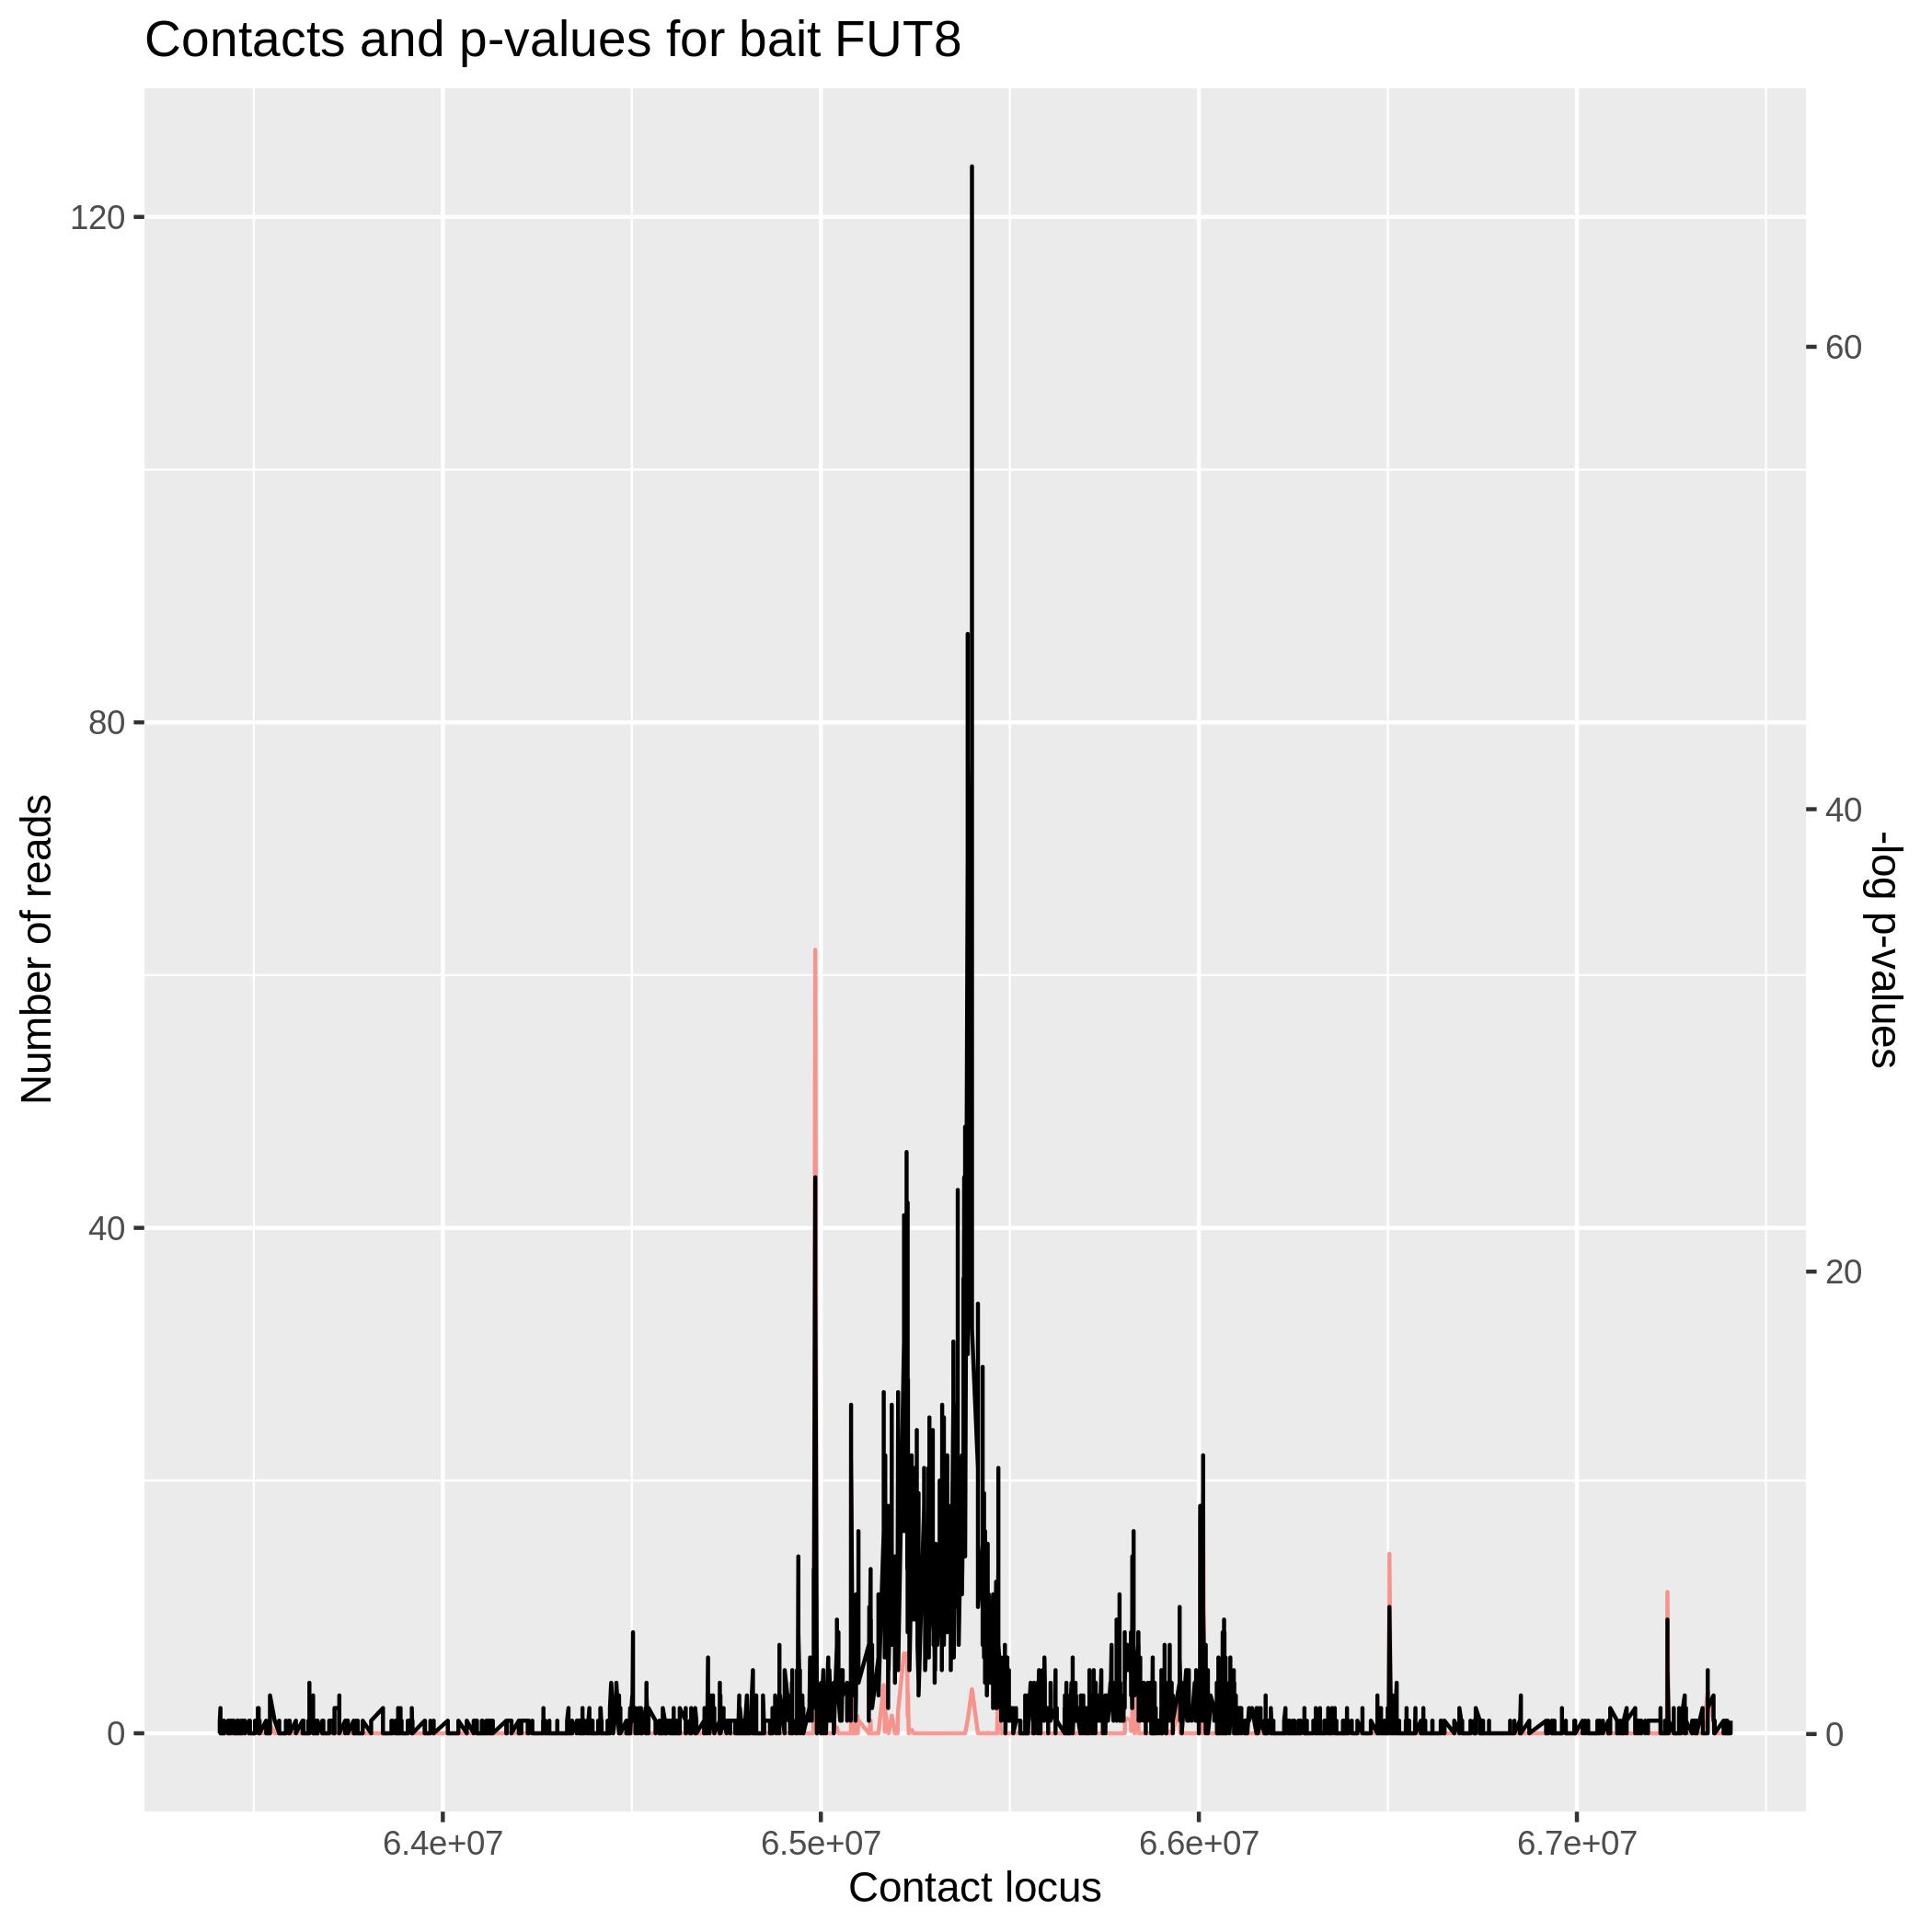 Contacts and p-values for bait FUT8
120
80
40
0
Number of reads
60
40
20
0
-log p-values
6.4e+07 6.5e+07 6.6e+07 6.7e+07
Contact locus